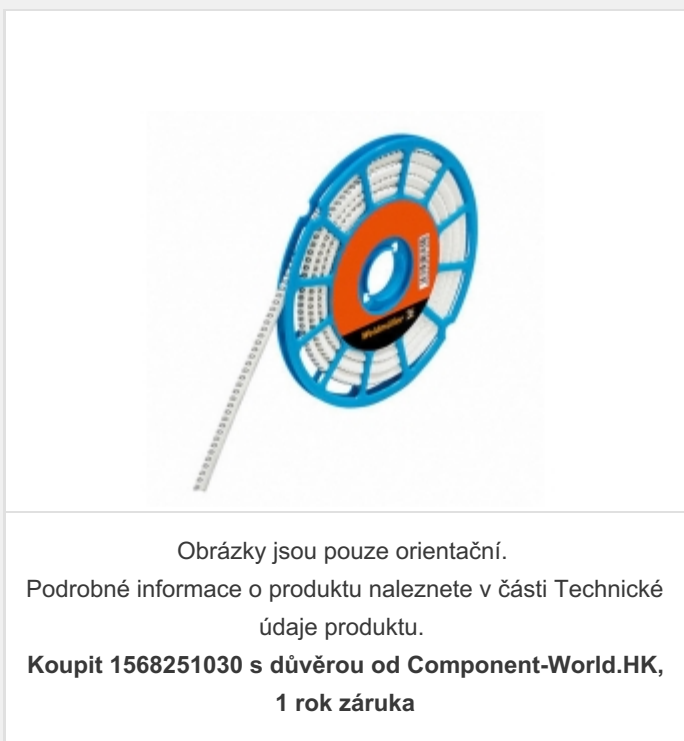 Weidmüller
Obrázky jsou pouze orientační.
Podrobné informace o produktu naleznete v části Technické
údaje produktu.
Koupit 1568251030 s důvěrou od Component-World.HK,
1 rok záruka